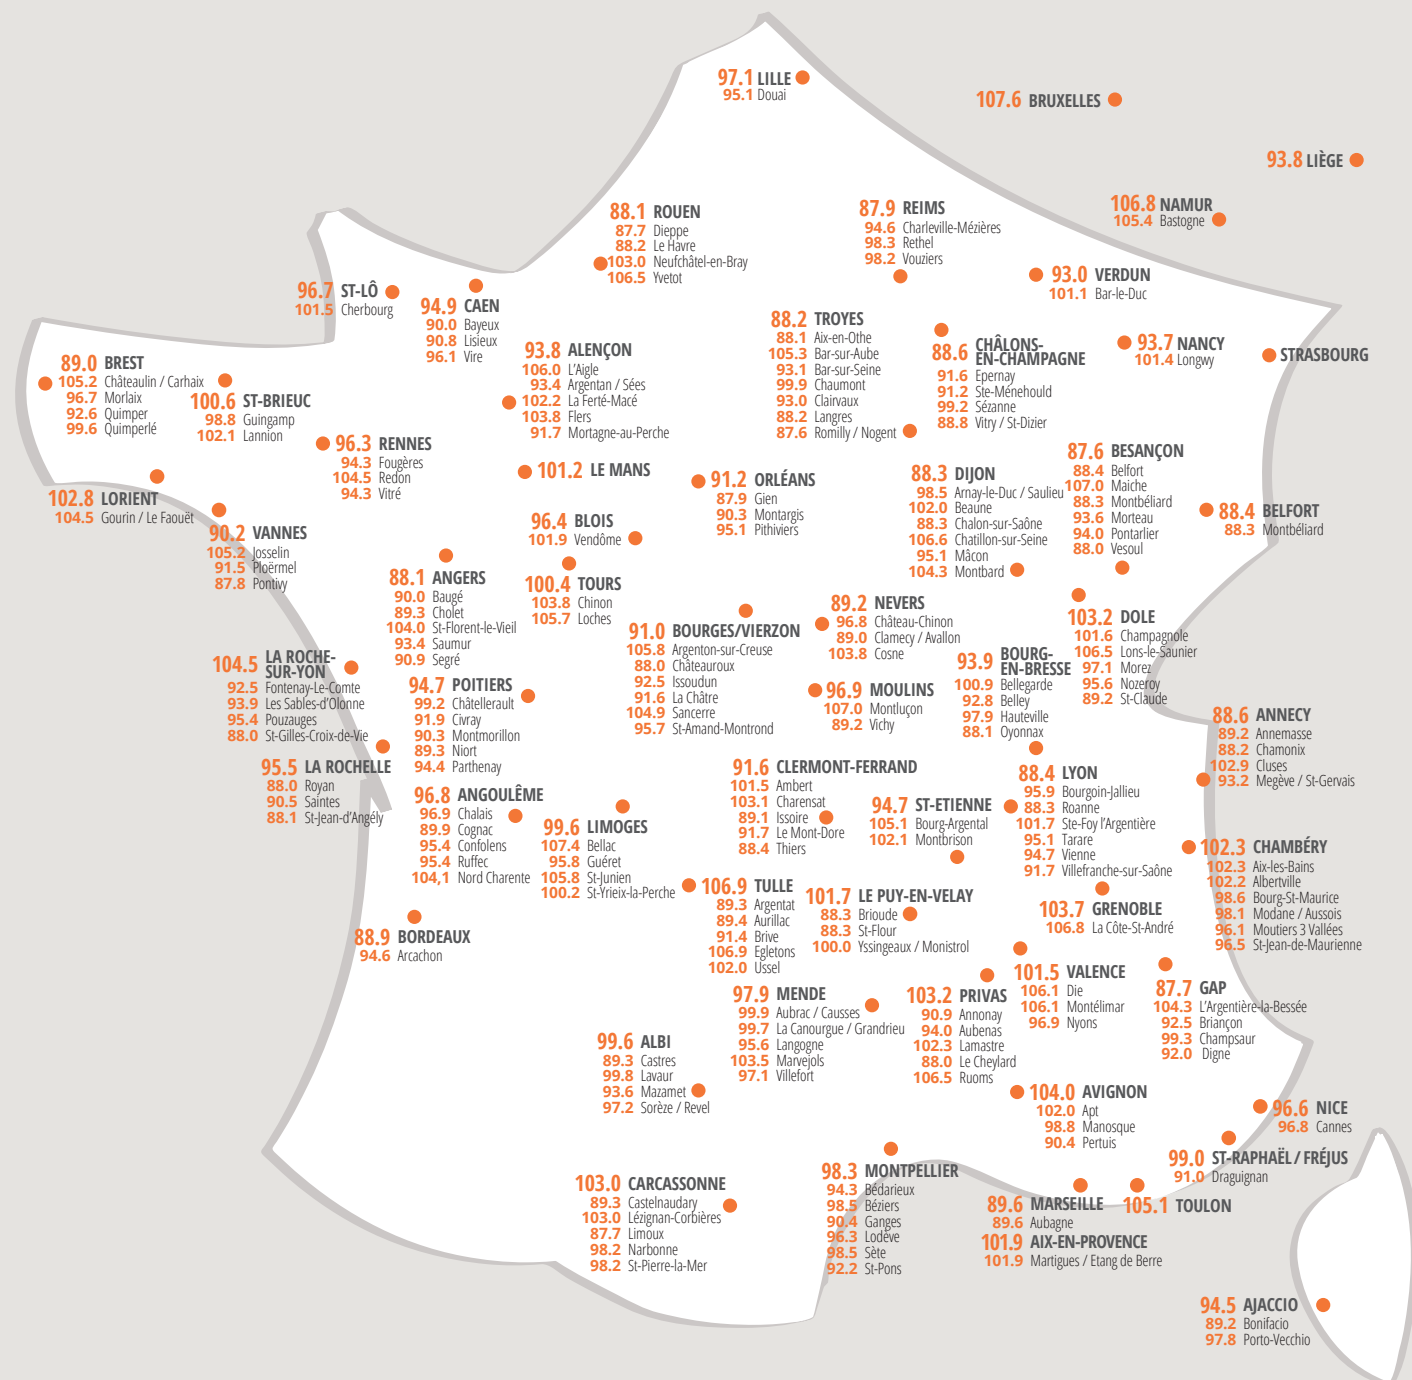 97.1 LILLE
95.1 Douai
107.6 BRUXELLES
93.8 LIÈGE
106.8 NAMUR
105.4 Bastogne
88.1 ROUEN
87.7 Dieppe
88.2 Le Havre
103.0 Neufchâtel-en-Bray
106.5 Yvetot
87.9 REIMS
94.6 Charleville-Mézières
98.3 Rethel
98.2 Vouziers
93.0 VERDUN
101.1 Bar-le-Duc
96.7 ST-LÔ
101.5 Cherbourg
94.9 CAEN
90.0 Bayeux
90.8 Lisieux
96.1 Vire
93.8 ALENÇON
106.0 L'Aigle
93.4 Argentan / Sées
102.2 La Ferté-Macé
103.8 Flers
91.7 Mortagne-au-Perche
88.2 TROYES
88.1 Aix-en-Othe
105.3 Bar-sur-Aube
93.1 Bar-sur-Seine
99.9 Chaumont
93.0 Clairvaux
88.2 Langres
87.6 Romilly / Nogent
88.6 CHÂLONS-
EN-CHAMPAGNE
91.6 Epernay
91.2 Ste-Ménehould
99.2 Sézanne
88.8 Vitry / St-Dizier
93.7 NANCY
101.4 Longwy
STRASBOURG
89.0 BREST
105.2 Châteaulin / Carhaix
96.7 Morlaix
92.6 Quimper
99.6 Quimperlé
100.6 ST-BRIEUC
98.8 Guingamp
102.1 Lannion
96.3 RENNES
94.3 Fougères
104.5 Redon
94.3 Vitré
101.2 LE MANS
91.2 ORLÉANS
87.9 Gien
90.3 Montargis
95.1 Pithiviers
88.3 DIJON
98.5 Arnay-le-Duc / Saulieu
102.0 Beaune
88.3 Chalon-sur-Saône
106.6 Chatillon-sur-Seine
95.1 Mâcon
104.3 Montbard
87.6 BESANÇON
88.4 Belfort
107.0 Maiche
88.3 Montbéliard
93.6 Morteau
94.0 Pontarlier
88.0 Vesoul
88.4 BELFORT
88.3 Montbéliard
102.8 LORIENT
104.5 Gourin / Le Faouët
90.2 VANNES
105.2 Josselin
91.5 Ploërmel
87.8 Pontivy
96.4 BLOIS
101.9 Vendôme
88.1 ANGERS
90.0 Baugé
89.3 Cholet
104.0 St-Florent-le-Vieil
93.4 Saumur
90.9 Segré
100.4 TOURS
103.8 Chinon
105.7 Loches
91.0 BOURGES/VIERZON
105.8 Argenton-sur-Creuse
88.0 Châteauroux
92.5 Issoudun
91.6 La Châtre
104.9 Sancerre
95.7 St-Amand-Montrond
89.2 NEVERS
96.8 Château-Chinon
89.0 Clamecy / Avallon
103.8 Cosne
93.9 BOURG-
EN-BRESSE
100.9 Bellegarde
92.8 Belley
97.9 Hauteville
88.1 Oyonnax
103.2 DOLE
101.6 Champagnole
106.5 Lons-le-Saunier
97.1 Morez
95.6 Nozeroy
89.2 St-Claude
104.5 LA ROCHE-
SUR-YON
92.5 Fontenay-Le-Comte
93.9 Les Sables-d'Olonne
95.4 Pouzauges
88.0 St-Gilles-Croix-de-Vie
94.7 POITIERS
99.2 Châtellerault
91.9 Civray
90.3 Montmorillon
89.3 Niort
94.4 Parthenay
96.9 MOULINS
107.0 Montluçon
89.2 Vichy
88.6 ANNECY
89.2 Annemasse
88.2 Chamonix
102.9 Cluses
93.2 Megève / St-Gervais
95.5 LA ROCHELLE
88.0 Royan
90.5 Saintes
88.1 St-Jean-d'Angély
96.8 ANGOULÊME
96.9 Chalais
89.9 Cognac
95.4 Confolens
95.4 Ruffec
104,1 Nord Charente
99.6 LIMOGES
107.4 Bellac
95.8 Guéret
105.8 St-Junien
100.2 St-Yrieix-la-Perche
91.6 CLERMONT-FERRAND
101.5 Ambert
103.1 Charensat
89.1 Issoire
91.7 Le Mont-Dore
88.4 Thiers
94.7 ST-ETIENNE
105.1 Bourg-Argental
102.1 Montbrison
88.4 LYON
95.9 Bourgoin-Jallieu
88.3 Roanne
101.7 Ste-Foy l'Argentière
95.1 Tarare
94.7 Vienne
91.7 Villefranche-sur-Saône
102.3 CHAMBÉRY
102.3 Aix-les-Bains
102.2 Albertville
98.6 Bourg-St-Maurice
98.1 Modane / Aussois
96.1 Moutiers 3 Vallées
96.5 St-Jean-de-Maurienne
106.9 TULLE
89.3 Argentat
89.4 Aurillac
91.4 Brive
106.9 Egletons
102.0 Ussel
101.7 LE PUY-EN-VELAY
88.3 Brioude
88.3 St-Flour
100.0 Yssingeaux / Monistrol
103.7 GRENOBLE
106.8 La Côte-St-André
88.9 BORDEAUX
94.6 Arcachon
97.9 MENDE
99.9 Aubrac / Causses
99.7 La Canourgue / Grandrieu
95.6 Langogne
103.5 Marvejols
97.1 Villefort
103.2 PRIVAS
90.9 Annonay
94.0 Aubenas
102.3 Lamastre
88.0 Le Cheylard
106.5 Ruoms
101.5 VALENCE
106.1 Die
106.1 Montélimar
96.9 Nyons
87.7 GAP
104.3 L'Argentière-la-Bessée
92.5 Briançon
99.3 Champsaur
92.0 Digne
99.6 ALBI
89.3 Castres
99.8 Lavaur
93.6 Mazamet
97.2 Sorèze / Revel
104.0 AVIGNON
102.0 Apt
98.8 Manosque
90.4 Pertuis
96.6 NICE
96.8 Cannes
99.0 ST-RAPHAËL / FRÉJUS
91.0 Draguignan
103.0 CARCASSONNE
89.3 Castelnaudary
103.0 Lézignan-Corbières
87.7 Limoux
98.2 Narbonne
98.2 St-Pierre-la-Mer
98.3 MONTPELLIER
94.3 Bédarieux
98.5 Béziers
90.4 Ganges
96.3 Lodève
98.5 Sète
92.2 St-Pons
89.6 MARSEILLE
89.6 Aubagne
101.9 AIX-EN-PROVENCE
101.9 Martigues / Etang de Berre
105.1 TOULON
94.5 AJACCIO
89.2 Bonifacio
97.8 Porto-Vecchio